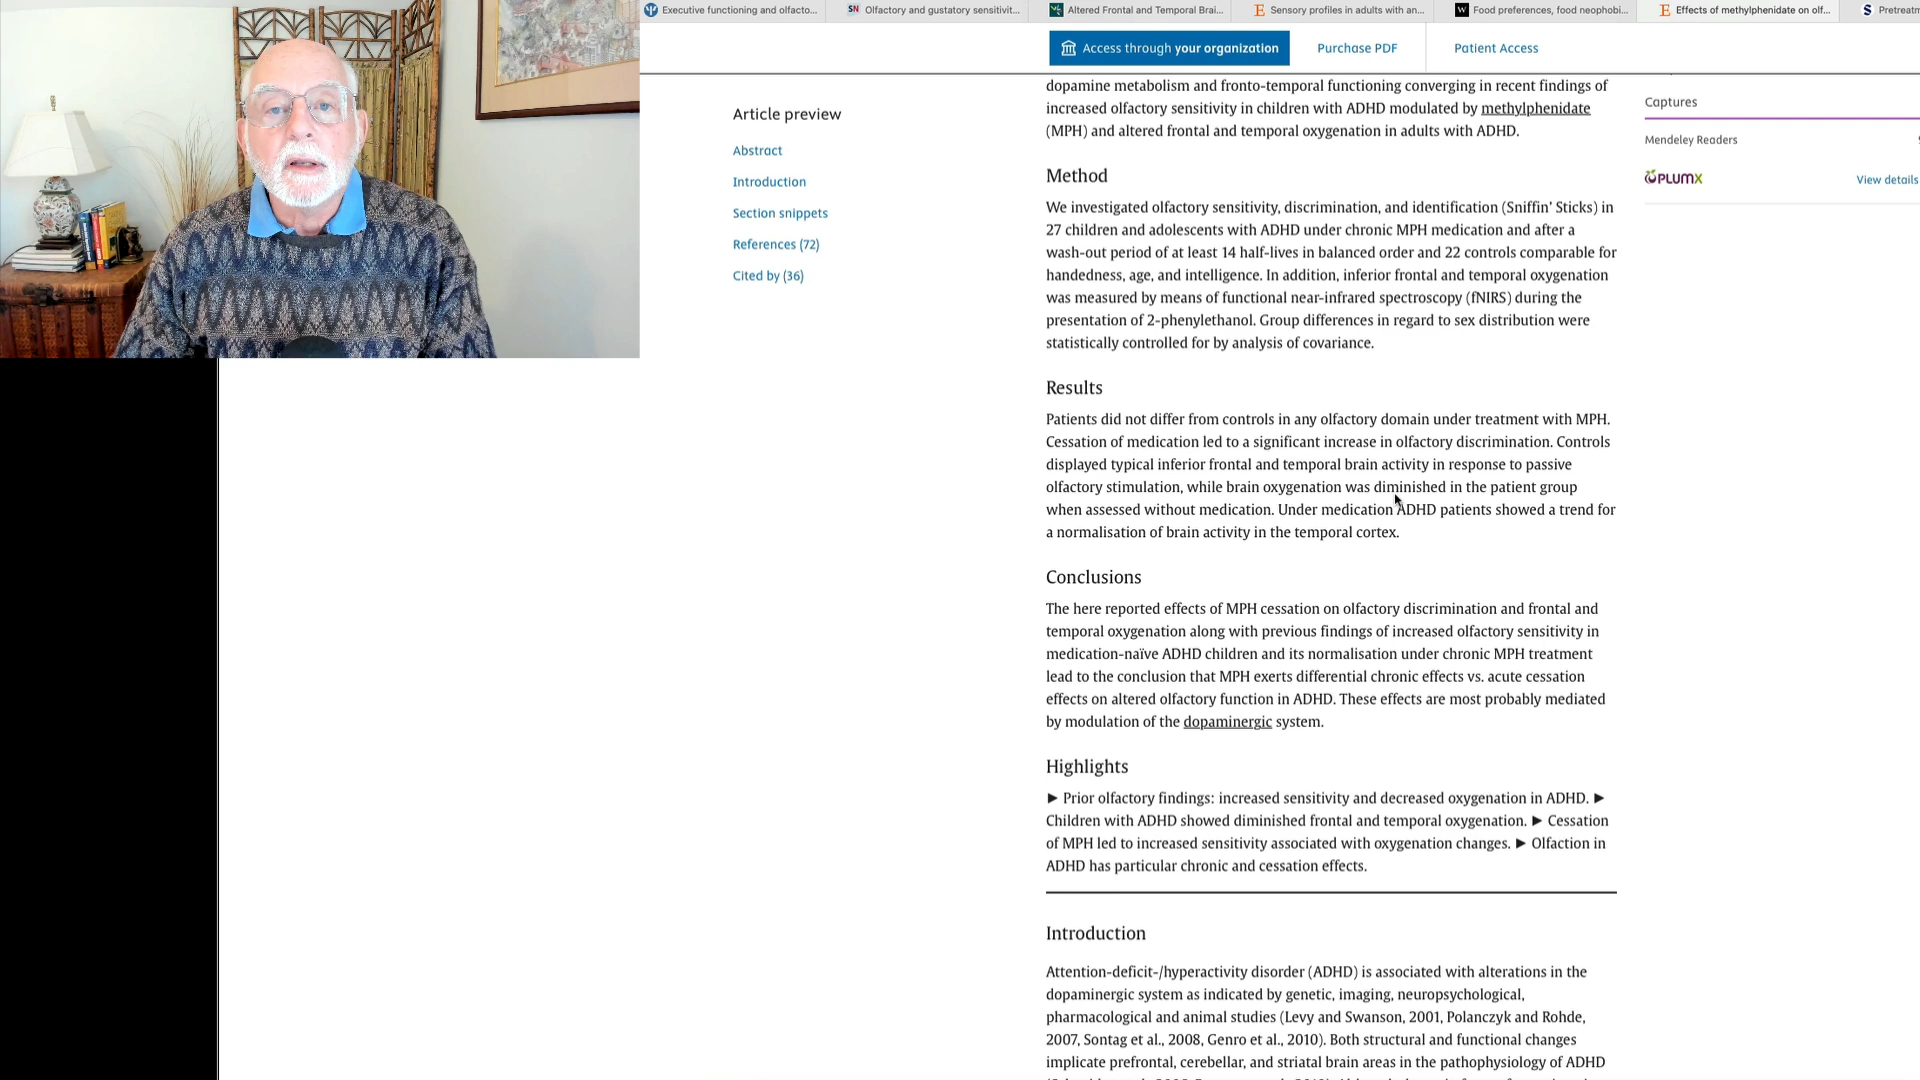 Executive functioning and olfacto...
Olfactory and gustatory sensitivit...
Altered Frontal and Temporal Brai...
Sensory profiles in adults with an...
Food preferences, food neophobi...
Effects of methylphenidate on olf...
Access through your organization
Purchase PDF
Patient Access
Article preview
Abstract
Introduction
Section snippets
References (72)
Cited by (36)
dopamine metabolism and fronto-temporal functioning converging in recent findings of
increased olfactory sensitivity in children with ADHD modulated by methylphenidate
(MPH) and altered frontal and temporal oxygenation in adults with ADHD.
Method
We investigated olfactory sensitivity, discrimination, and identification (Sniffin' Sticks) in
27 children and adolescents with ADHD under chronic MPH medication and after a
wash-out period of at least 14 half-lives in balanced order and 22 controls comparable for
handedness, age, and intelligence. In addition, inferior frontal and temporal oxygenation
was measured by means of functional near-infrared spectroscopy (fNIRS) during the
presentation of 2-phenylethanol. Group differences in regard to sex distribution were
statistically controlled for by analysis of covariance.
Results
Patients did not differ from controls in any olfactory domain under treatment with MPH.
Cessation of medication led to a significant increase in olfactory discrimination. Controls
displayed typical inferior frontal and temporal brain activity in response to passive
olfactory stimulation, while brain oxygenation was diminished in the patient group
when assessed without medication. Under medication ADHD patients showed a trend for
a normalisation of brain activity in the temporal cortex.
Conclusions
The here reported effects of MPH cessation on olfactory discrimination and frontal and
temporal oxygenation along with previous findings of increased olfactory sensitivity in
medication-naïve ADHD children and its normalisation under chronic MPH treatment
lead to the conclusion that MPH exerts differential chronic effects vs. acute cessation
effects on altered olfactory function in ADHD. These effects are most probably mediated
by modulation of the dopaminergic system.
Highlights
► Prior olfactory findings: increased sensitivity and decreased oxygenation in ADHD. ►
Children with ADHD showed diminished frontal and temporal oxygenation. ► Cessation
of MPH led to increased sensitivity associated with oxygenation changes. ► Olfaction in
ADHD has particular chronic and cessation effects.
Introduction
Attention-deficit-/hyperactivity disorder (ADHD) is associated with alterations in the
dopaminergic system as indicated by genetic, imaging, neuropsychological,
pharmacological and animal studies (Levy and Swanson, 2001, Polanczyk and Rohde,
2007, Sontag et al., 2008, Genro et al., 2010). Both structural and functional changes
implicate prefrontal, cerebellar, and striatal brain areas in the pathophysiology of ADHD
Captures
Mendeley Readers
PLUMX
View details